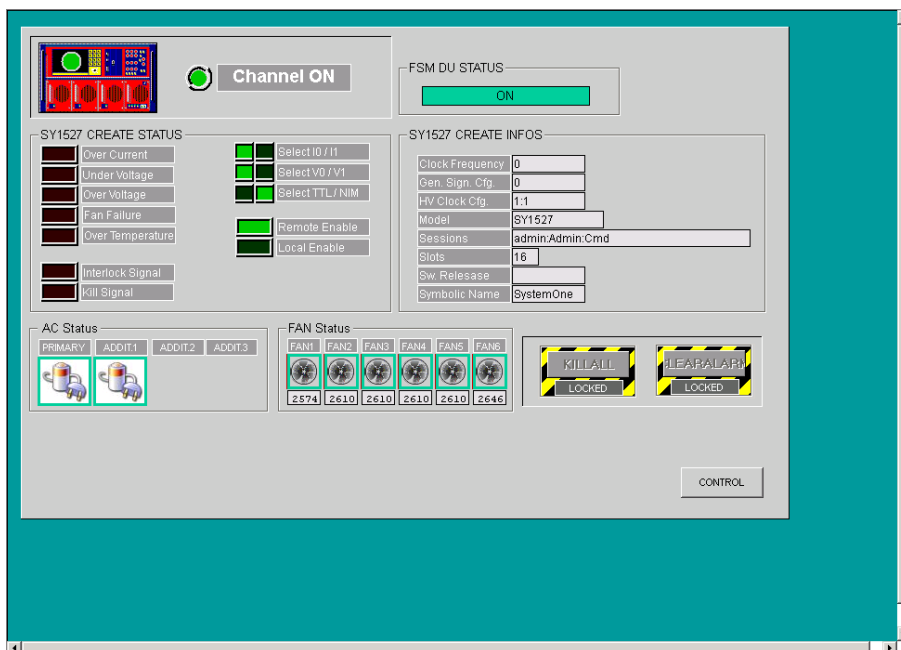 Channel ON
FSM DU STATUS
ON
SY1527 CREATE STATUS
Over Current
Under Voltage
Over Voltage
Fan Failure
Over Temperature
Interlock Signal
Kill Signal
Select I0 / I1
Select V0 / V1
Select TTL / NIM
Remote Enable
Local Enable
SY1527 CREATE INFOS
Clock Frequency 0
Gen. Sign. Cfg. 0
HV Clock Cfg. 1:1
Model SY1527
Sessions admin:Admin:Cmd
Slots 16
Sw. Relesase
Symbolic Name SystemOne
AC Status
PRIMARY ADDIT.1 ADDIT.2 ADDIT.3
FAN Status
FAN1 FAN2 FAN3 FAN4 FAN5 FAN6
2574 2610 2610 2610 2610 2646
KILLALL
LOCKED
LEARALAR
LOCKED
CONTROL